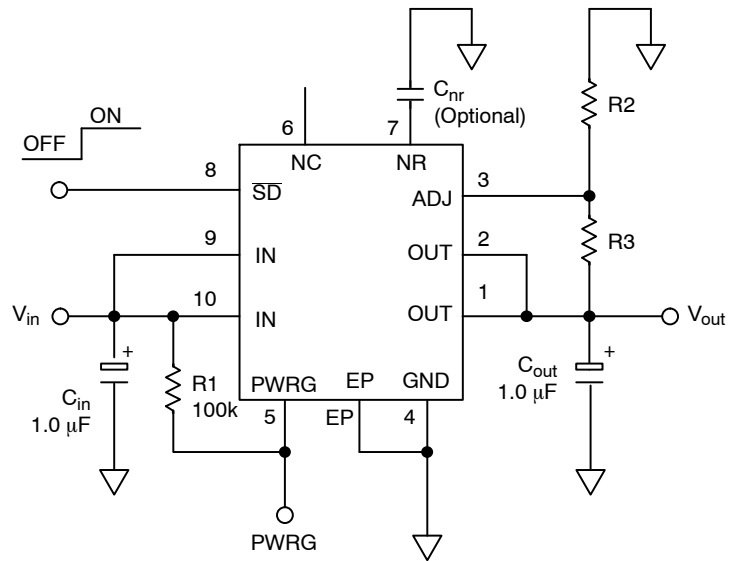 C_nr
(Optional)
R2
ON
OFF
6
7
NC
NR
8
3
SD
ADJ
9
2
R3
IN
OUT
10
1
V_in
IN
OUT
V_out
+
+
C_in
1.0 μF
R1
100k
PWRG
EP
GND
C_out
1.0 μF
5
EP
4
PWRG